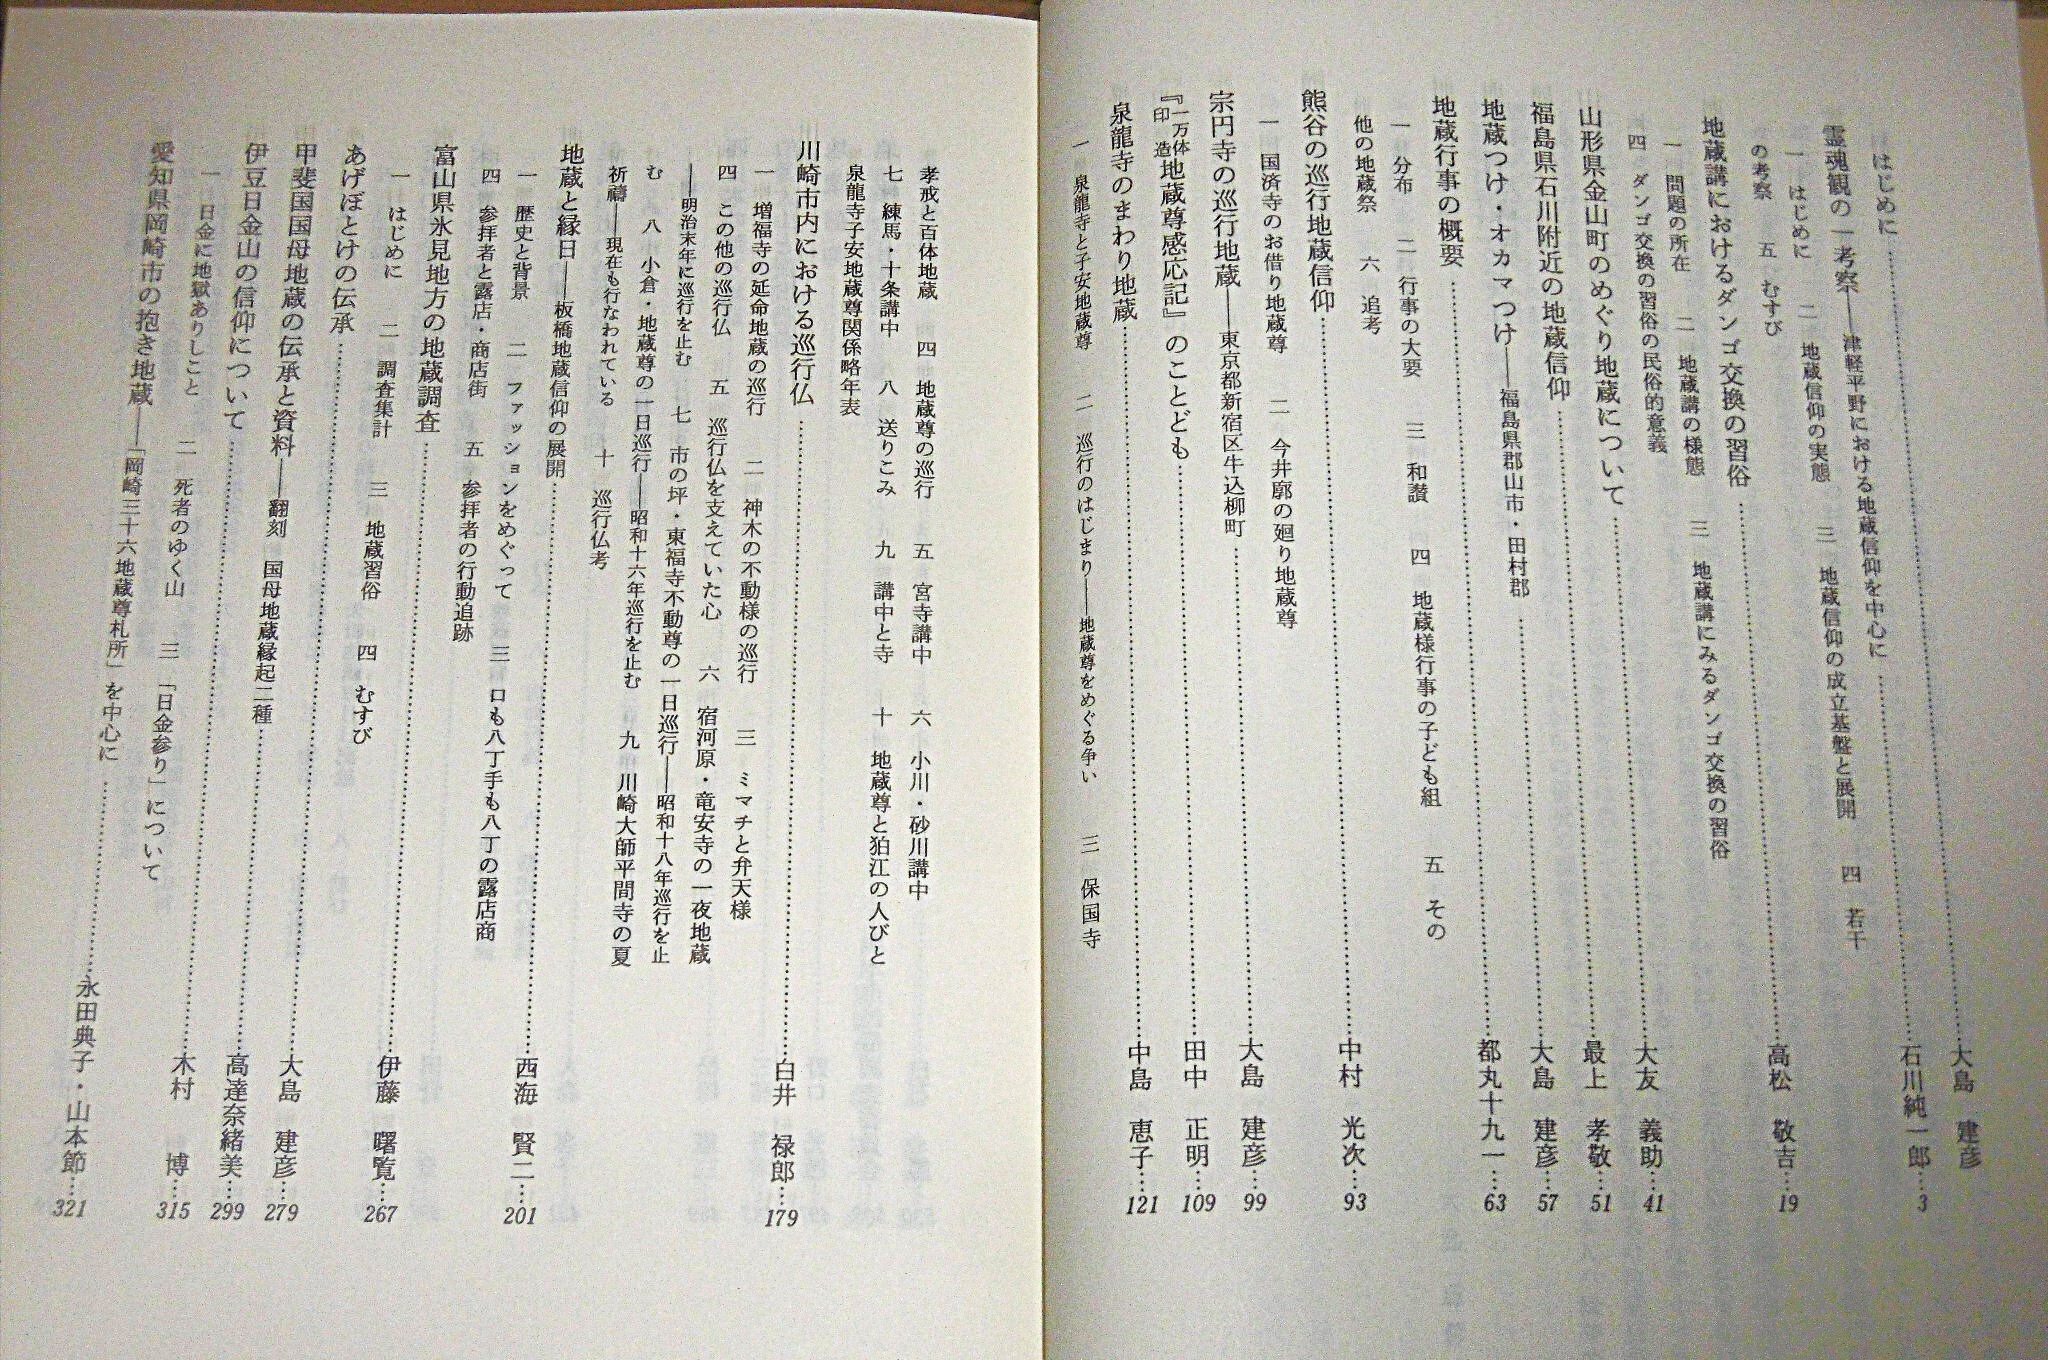 はじめに……大島 建彦
霊魂観の一考察――津軽平野における地蔵信仰を中心に……石川純一郎…3
一 はじめに 二 地蔵信仰の実態 三 地蔵信仰の成立基盤と展開 四 若干
の考察 五 むすび
地蔵講におけるダンゴ交換の習俗……高松 敬吉…19
一 問題の所在 二 地蔵講の様態 三 地蔵講にみるダンゴ交換の習俗
四 ダンゴ交換の習俗の民俗的意義
山形県金山町のめぐり地蔵について……大友 義助…41
福島県石川附近の地蔵信仰……最上 孝敬…51
地蔵つけ・オカマつけ――福島県郡山市・田村郡……大島 建彦…57
地蔵行事の概要……都丸十九一…63
一 分布 二 行事の大要 三 和讃 四 地蔵様行事の子ども組 五 その
他の地蔵祭 六 追考
熊谷の巡行地蔵信仰……中村 光次…93
一 国済寺のお借り地蔵尊 二 今井廓の廻り地蔵尊
宗円寺の巡行地蔵――東京都新宿区牛込柳町……大島 建彦…99
『一万体印造地蔵尊感応記』のことども……田中 正明…109
泉龍寺のまわり地蔵……中島 恵子…121
一 泉龍寺と子安地蔵尊 二 巡行のはじまり――地蔵尊をめぐる争い 三 保国寺
孝戒と百体地蔵 四 地蔵尊の巡行 五 宮寺講中 六 小川・砂川講中
七 練馬・十条講中 八 送りこみ 九 講中と寺 十 地蔵尊と狛江の人びと
泉龍寺子安地蔵尊関係略年表
川崎市内における巡行仏……白井 禄郎…179
一 増福寺の延命地蔵の巡行 二 神木の不動様の巡行 三 ミマチと弁天様
四 この他の巡行仏 五 巡行仏を支えていた心 六 宿河原・竜安寺の一夜地蔵
――明治末年に巡行を止む 七 市の坪・東福寺不動尊の一日巡行――昭和十八年巡行を止
む 八 小倉・地蔵尊の一日巡行――昭和十六年巡行を止む 九 川崎大師平間寺の夏
祈禱――現在も行なわれている 十 巡行仏考
地蔵と縁日――板橋地蔵信仰の展開……西海 賢二…201
一 歴史と背景 二 ファッションをめぐって 三 口も八丁手も八丁の露店商
四 参拝者と露店・商店街 五 参拝者の行動追跡
富山県氷見地方の地蔵調査……伊藤 曙覧…267
一 はじめに 二 調査集計 三 地蔵習俗 四 むすび
あげぼとけの伝承……大島 建彦…279
甲斐国国母地蔵の伝承と資料――翻刻 国母地蔵縁起二種……高達奈緒美…299
伊豆日金山の信仰について……木村 博…315
一 日金に地獄ありしこと 二 死者のゆく山 三 「日金参り」について
愛知県岡崎市の抱き地蔵――「岡崎三十六地蔵尊札所」を中心に……永田典子・山本節…321